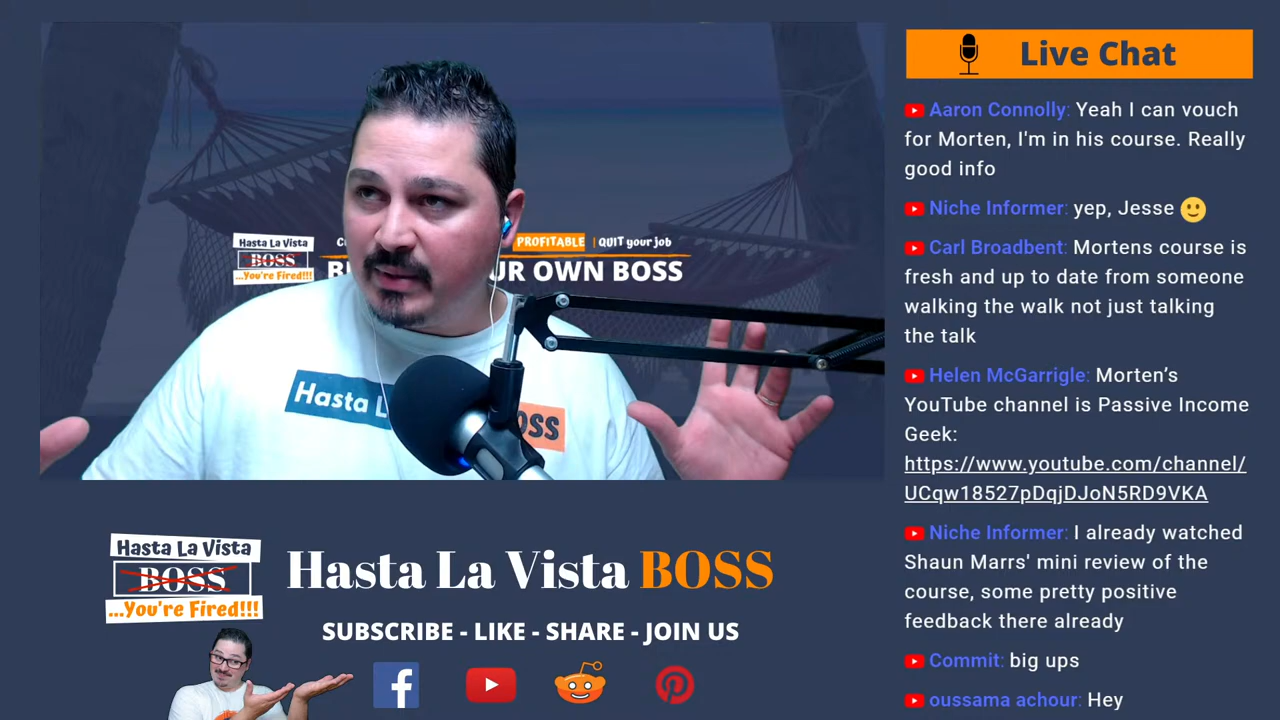 Hasta La Vista
BOSS
...You're Fired!!!
PROFITABLE | QUIT your job
UR OWN BOSS
Hasta L
OSS
Hasta La Vista
BOSS
...You're Fired!!!
Hasta La Vista BOSS
SUBSCRIBE - LIKE - SHARE - JOIN US
Live Chat
Aaron Connolly: Yeah I can vouch
for Morten, I'm in his course. Really
good info
Niche Informer: yep, Jesse 🙂
Carl Broadbent: Mortens course is
fresh and up to date from someone
walking the walk not just talking
the talk
Helen McGarrigle: Morten’s
YouTube channel is Passive Income
Geek:
https://www.youtube.com/channel/
UCqw18527pDqjDJoN5RD9VKA
Niche Informer: I already watched
Shaun Marrs' mini review of the
course, some pretty positive
feedback there already
Commit: big ups
oussama achour: Hey